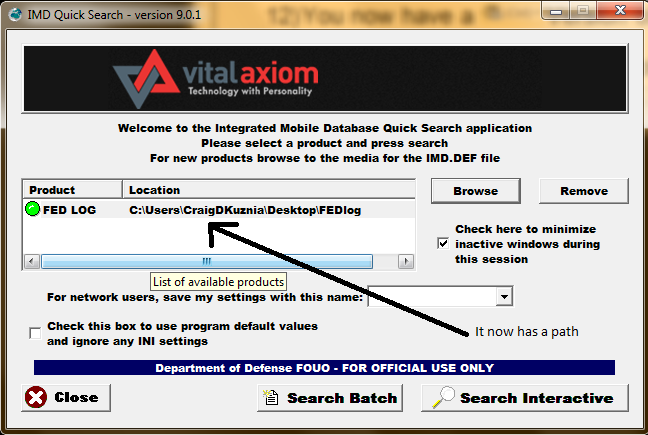 IMD Quick Search - version 9.0.1
12)You now have a
vitalaxiom
Technology with Personality
Welcome to the Integrated Mobile Database Quick Search application
Please select a product and press search
For new products browse to the media for the IMD.DEF file
Product Location
FED LOG C:\Users\CraigDKuznia\Desktop\FEDlog
Browse Remove
Check here to minimize
inactive windows during
this session
List of available products
For network users, save my settings with this name:
It now has a path
Check this box to use program default values
and ignore any INI settings
Department of Defense FOUO - FOR OFFICIAL USE ONLY
Close Search Batch Search Interactive